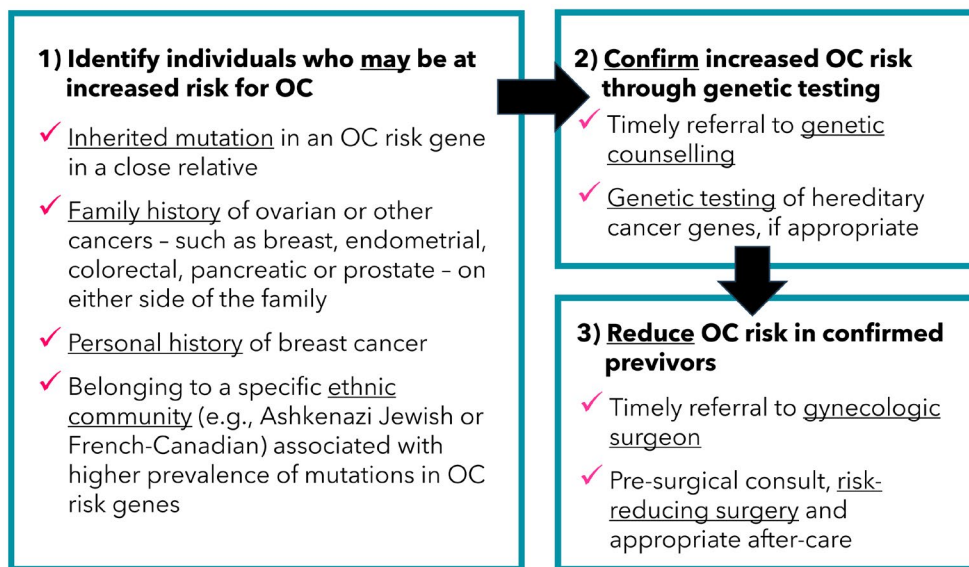 1) Identify individuals who may be at
increased risk for OC
✓ Inherited mutation in an OC risk gene
in a close relative
✓ Family history of ovarian or other
cancers – such as breast, endometrial,
colorectal, pancreatic or prostate – on
either side of the family
✓ Personal history of breast cancer
✓ Belonging to a specific ethnic
community (e.g., Ashkenazi Jewish or
French-Canadian) associated with
higher prevalence of mutations in OC
risk genes
2) Confirm increased OC risk
through genetic testing
✓ Timely referral to genetic
counselling
✓ Genetic testing of hereditary
cancer genes, if appropriate
3) Reduce OC risk in confirmed
previvors
✓ Timely referral to gynecologic
surgeon
✓ Pre-surgical consult, risk-
reducing surgery and
appropriate after-care